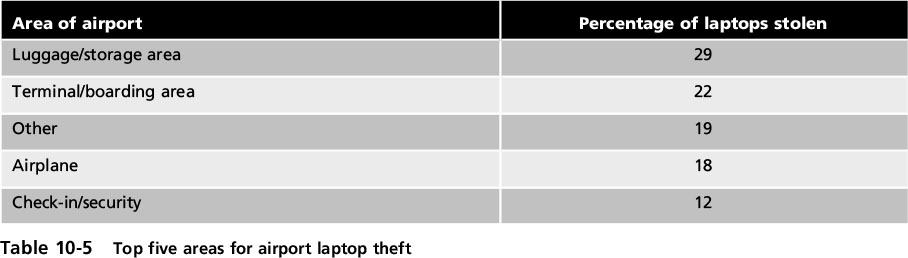 Area of airport Percentage of laptops stolen
Luggage/storage area 29
Terminal/boarding area 22
Other 19
Airplane 18
Check-in/security 12
Table 10-5 Top five areas for airport laptop theft